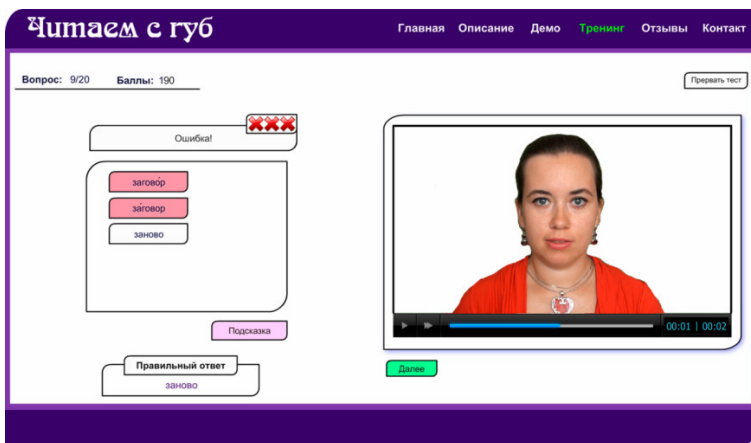 Читаем с губ
Главная Описание Демо Тренинг Отзывы Контакт
Вопрос: 9/20 Баллы: 190
Прервать тест
Ошибка!
загово́р
за́говор
заново
Подсказка
Правильный ответ
заново
00:01 | 00:02
Далее